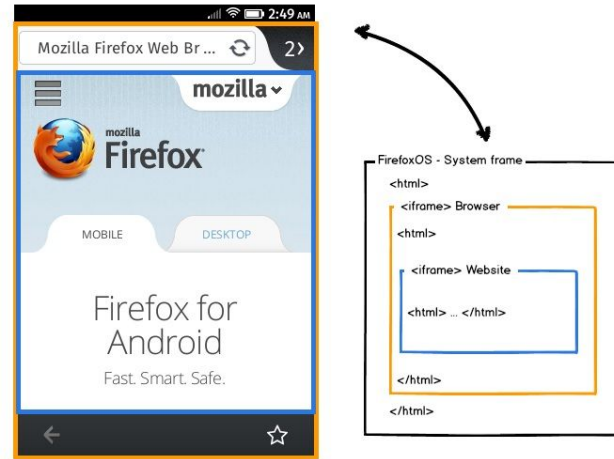 2:49 AM
Mozilla Firefox Web Br ...
2›
mozilla
mozilla
Firefox
MOBILE
DESKTOP
Firefox for
Android
Fast. Smart. Safe.
FirefoxOS - System frame
<html>
<iframe> Browser
<html>
<iframe> Website
<html> ... </html>
</html>
</html>